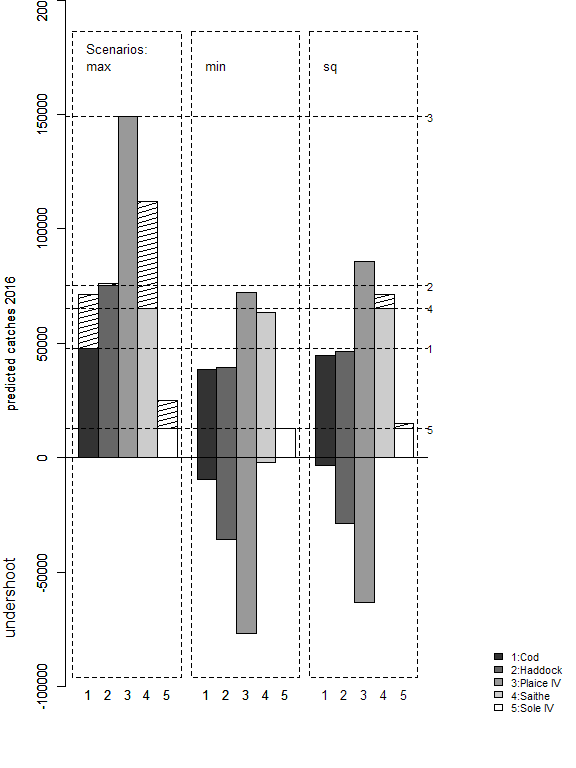 Scenarios:
max
min
sq
200
150000
100000
50000
0
-50000
-100000
predicted catches 2016
undershoot
3
2
4
1
5
1 2 3 4 5
1 2 3 4 5
1 2 3 4 5
1:Cod
2:Haddock
3:Plaice IV
4:Saithe
5:Sole IV